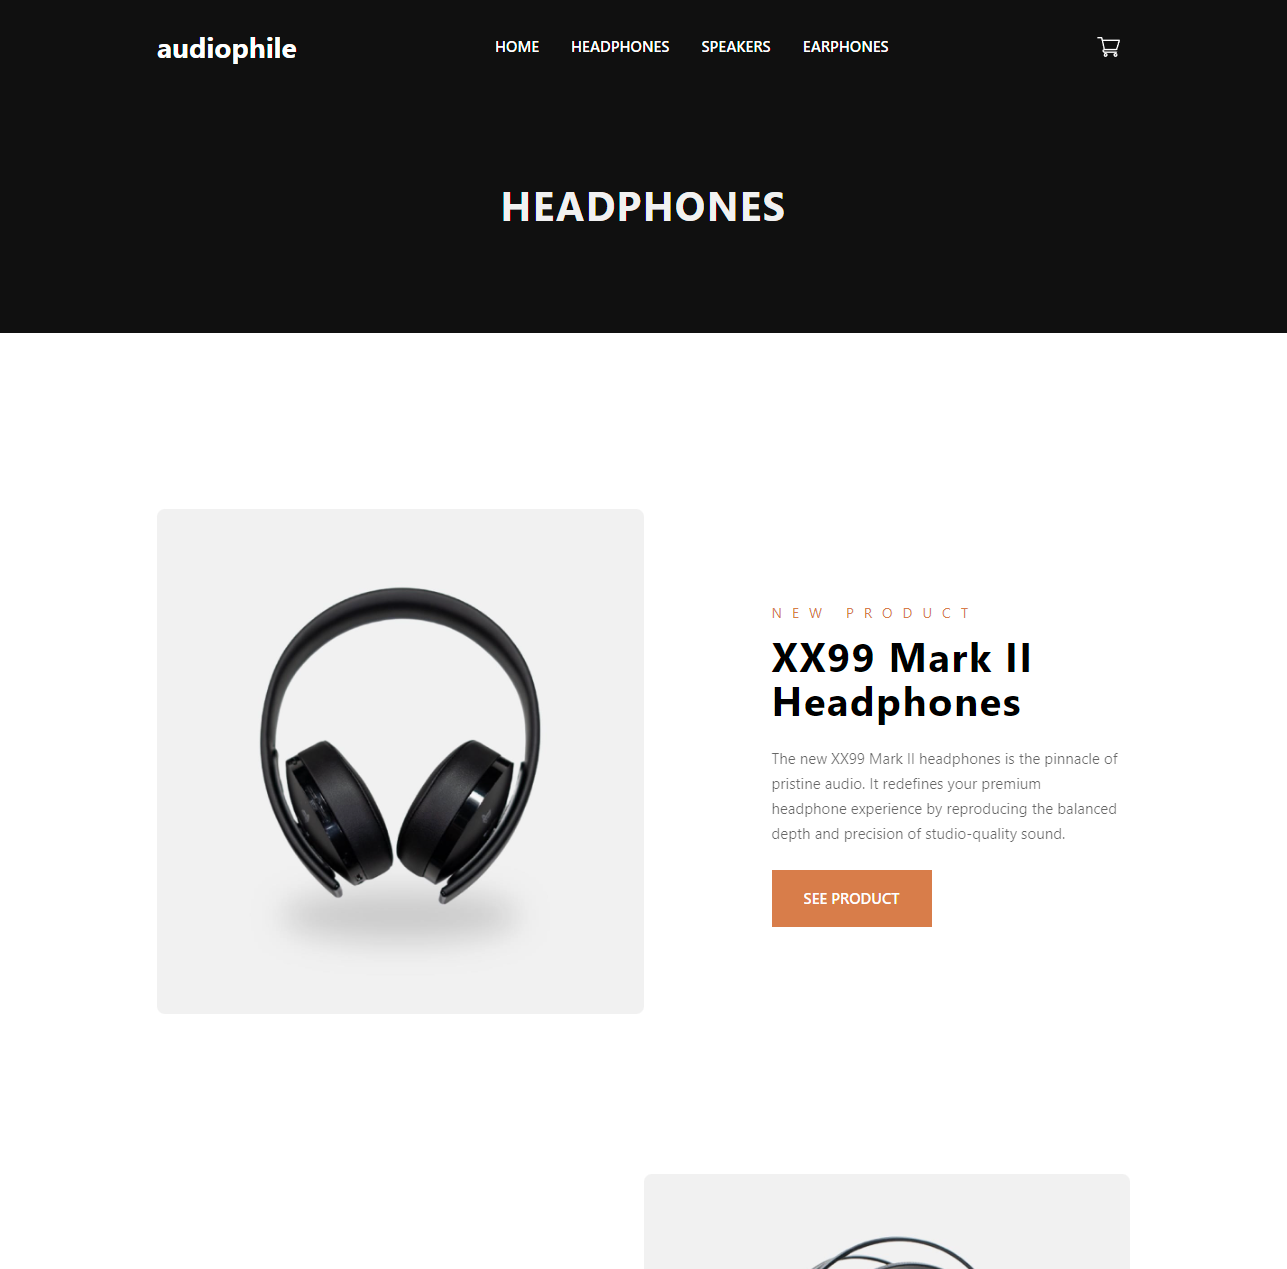 audiophile
HOME HEADPHONES SPEAKERS EARPHONES
HEADPHONES
NEW PRODUCT
XX99 Mark II
Headphones
The new XX99 Mark II headphones is the pinnacle of
pristine audio. It redefines your premium
headphone experience by reproducing the balanced
depth and precision of studio-quality sound.
SEE PRODUCT